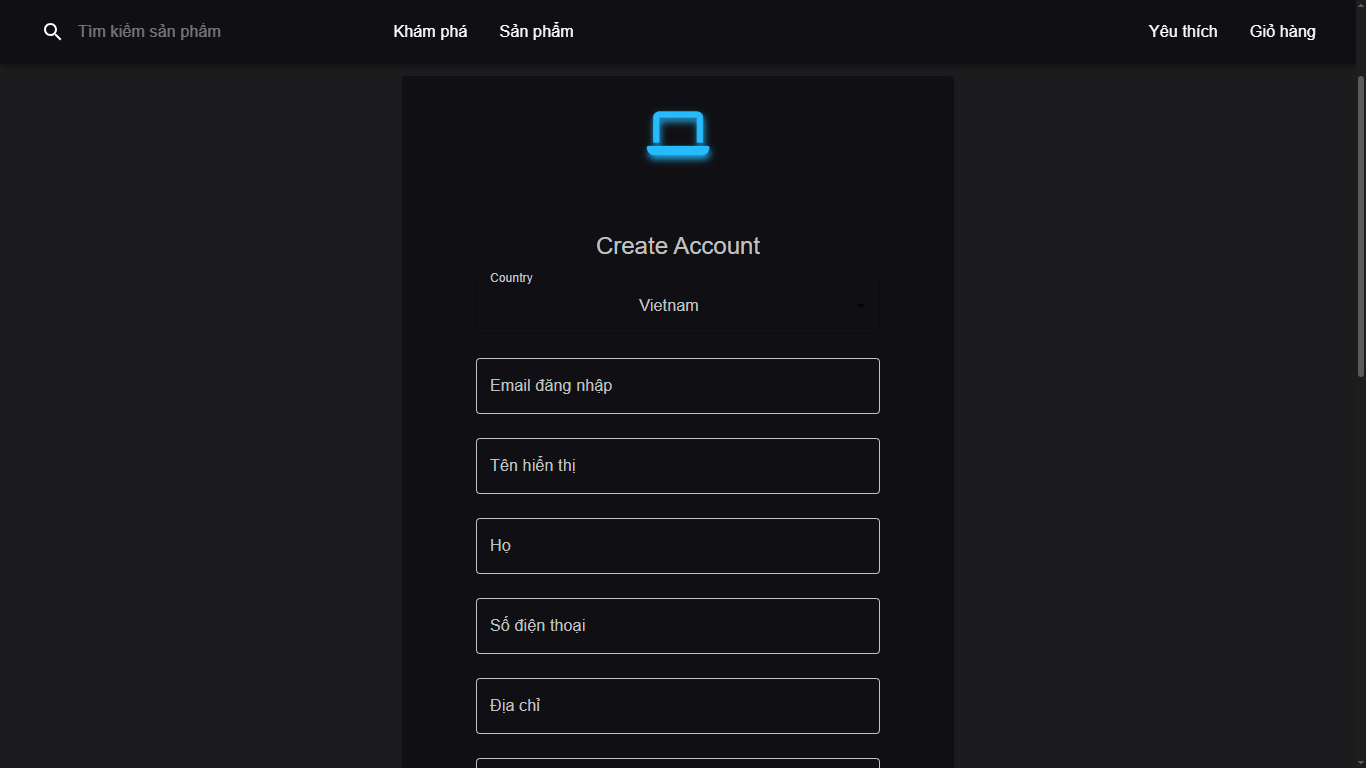 Tìm kiếm sản phẩm
Khám phá
Sản phẩm
Yêu thích
Giỏ hàng
Create Account
Country
Vietnam
Email đăng nhập
Tên hiển thị
Họ
Số điện thoại
Địa chỉ